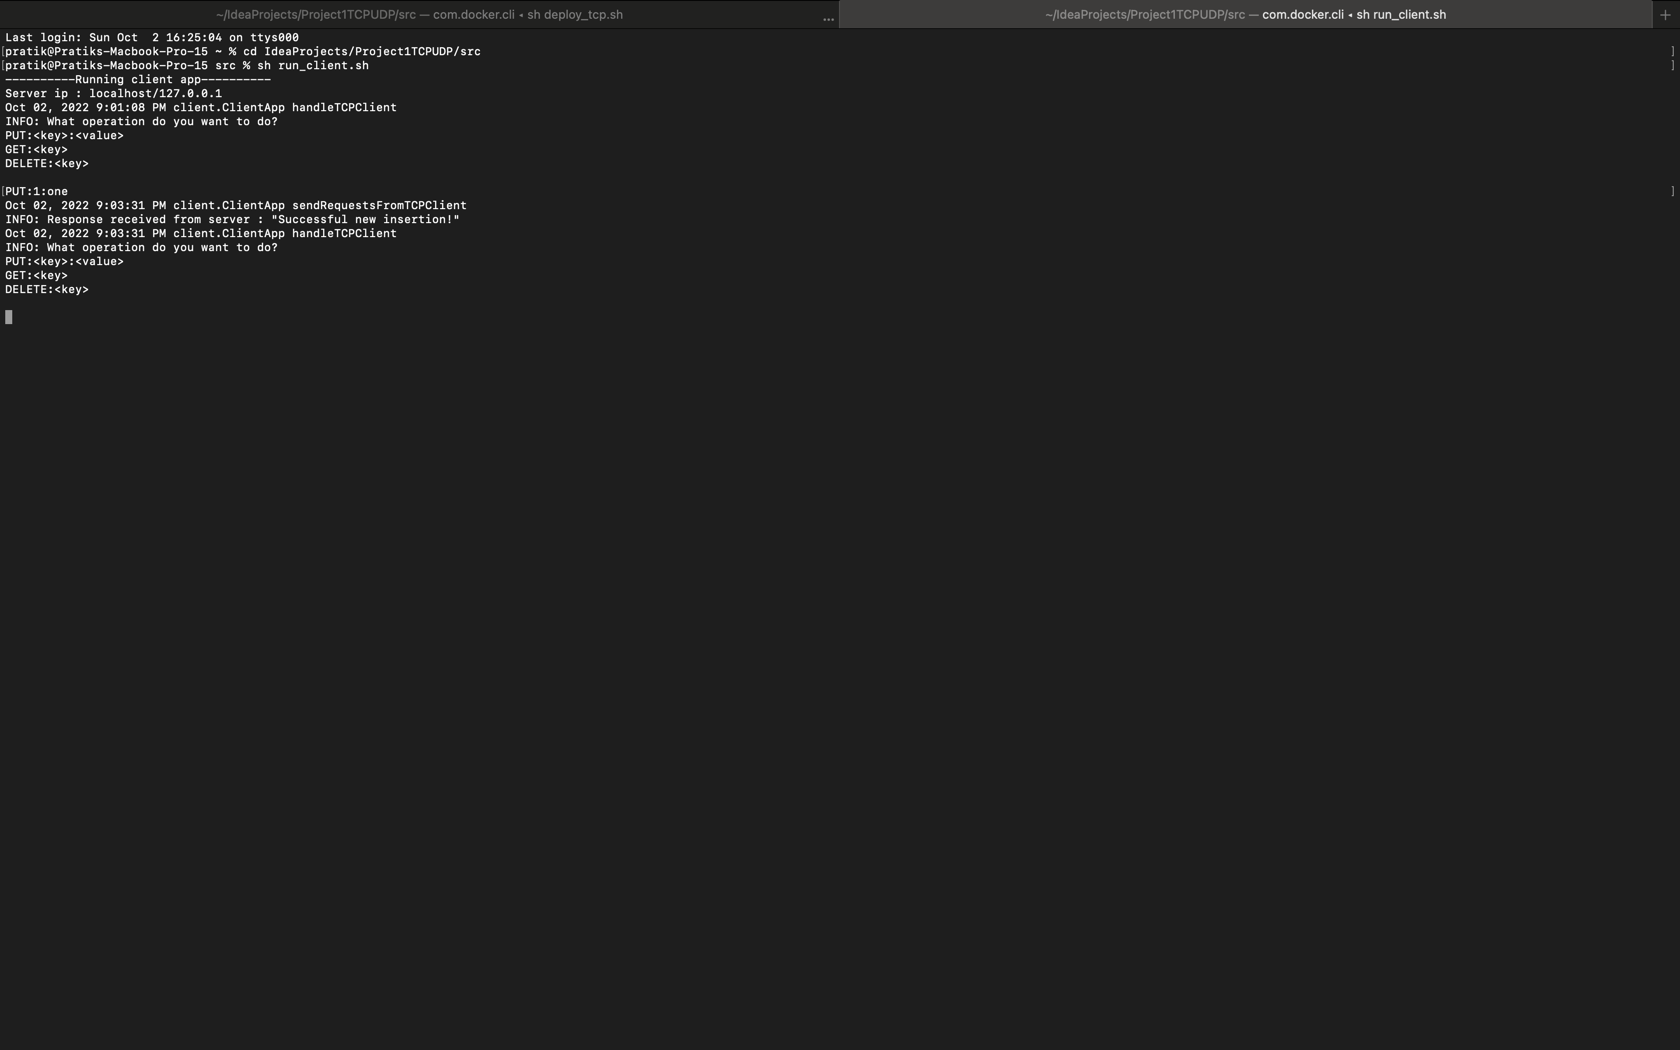 ~/IdeaProjects/Project1TCPUDP/src — com.docker.cli ◂ sh deploy_tcp.sh
...
~/IdeaProjects/Project1TCPUDP/src — com.docker.cli ◂ sh run_client.sh
+
Last login: Sun Oct  2 16:25:04 on ttys000
[pratik@Pratiks-Macbook-Pro-15 ~ % cd IdeaProjects/Project1TCPUDP/src ]
[pratik@Pratiks-Macbook-Pro-15 src % sh run_client.sh ]
----------Running client app----------
Server ip : localhost/127.0.0.1
Oct 02, 2022 9:01:08 PM client.ClientApp handleTCPClient
INFO: What operation do you want to do?
PUT:<key>:<value>
GET:<key>
DELETE:<key>
[PUT:1:one ]
Oct 02, 2022 9:03:31 PM client.ClientApp sendRequestsFromTCPClient
INFO: Response received from server : "Successful new insertion!"
Oct 02, 2022 9:03:31 PM client.ClientApp handleTCPClient
INFO: What operation do you want to do?
PUT:<key>:<value>
GET:<key>
DELETE:<key>